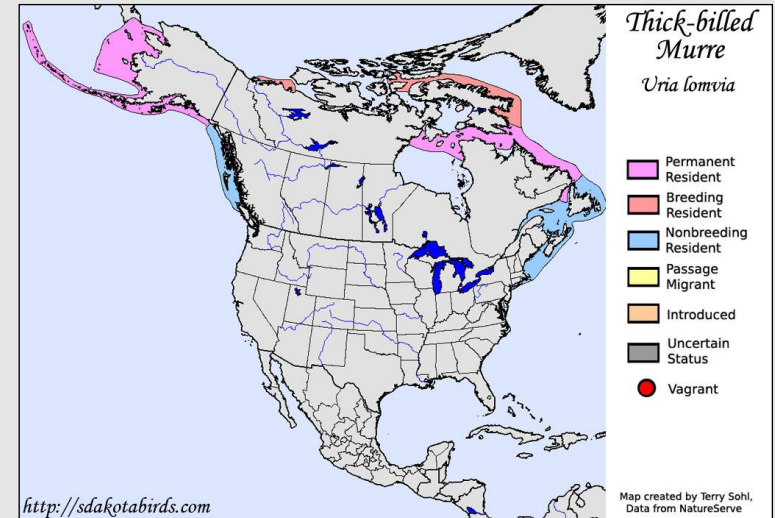 Thick-billed
Murre
Uria lomvia
Permanent
Resident
Breeding
Resident
Nonbreeding
Resident
Passage
Migrant
Introduced
Uncertain
Status
Vagrant
http://sdakotabirds.com
Map created by Terry Sohl,
Data from NatureServe